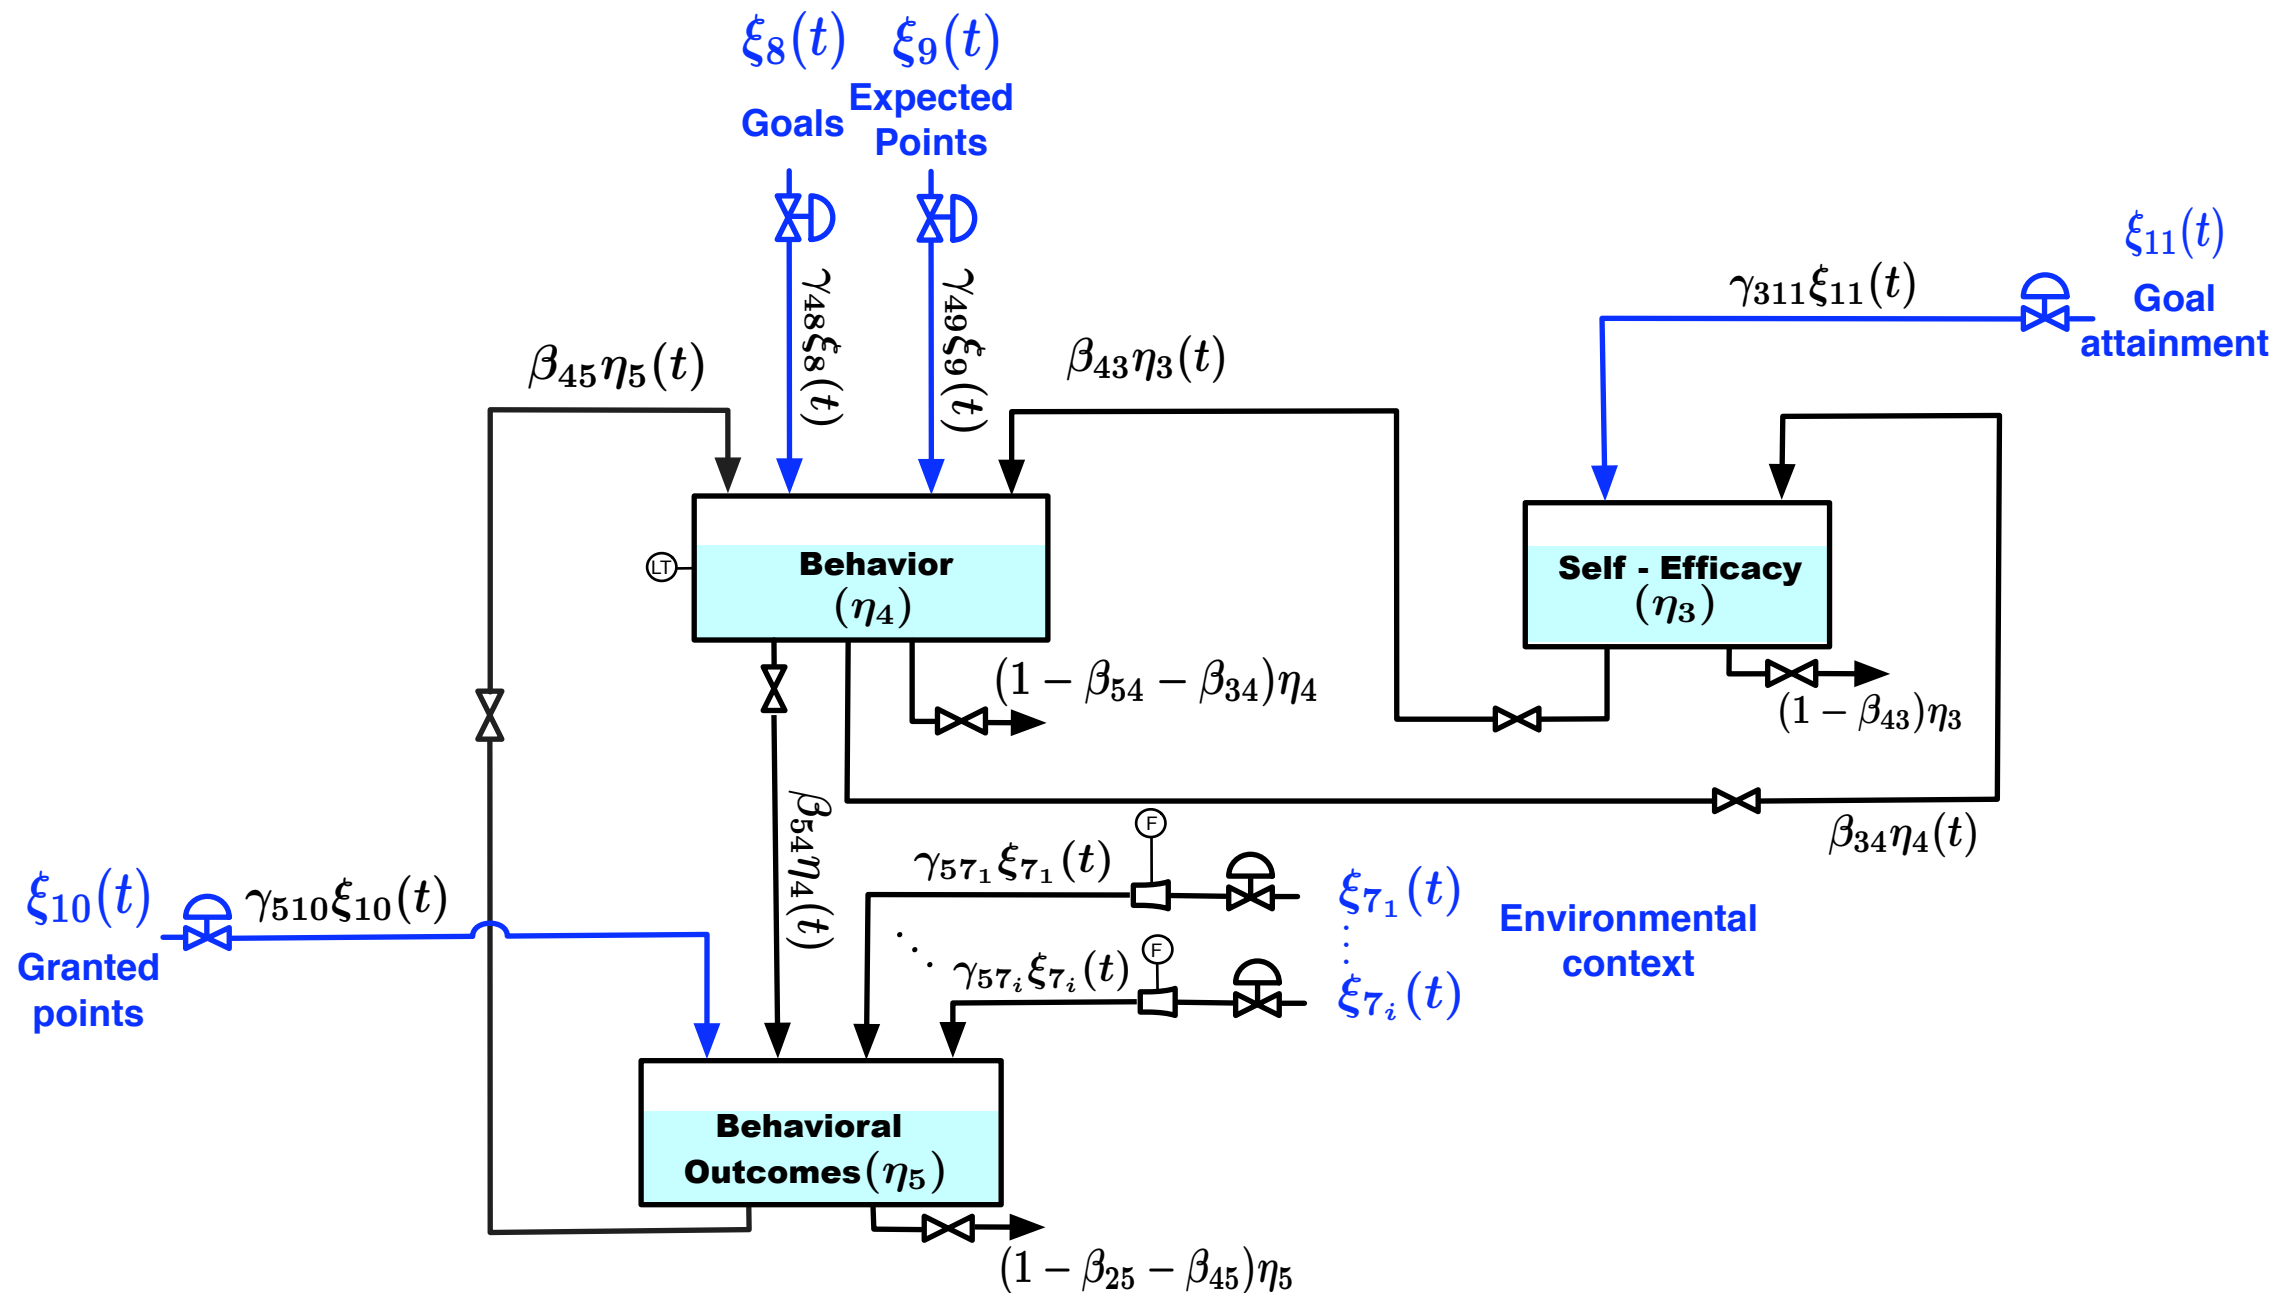 ξ₈(t)
ξ₉(t)
Goals
Expected
Points
γ₄₈ξ₈(t)
γ₄₉ξ₉(t)
ξ₁₁(t)
Goal
attainment
γ₃₁₁ξ₁₁(t)
β₄₅η₅(t)
β₄₃η₃(t)
LT
Behavior
(η₄)
Self - Efficacy
(η₃)
(1 − β₅₄ − β₃₄)η₄
(1 − β₄₃)η₃
β₅₄η₄(t)
β₃₄η₄(t)
F
γ₅₇₁ξ₇₁(t)
ξ₇₁(t)
ξ₁₀(t)
Granted
points
γ₅₁₀ξ₁₀(t)
Environmental
context
F
γ₅₇ᵢξ₇ᵢ(t)
ξ₇ᵢ(t)
Behavioral
Outcomes(η₅)
(1 − β₂₅ − β₄₅)η₅